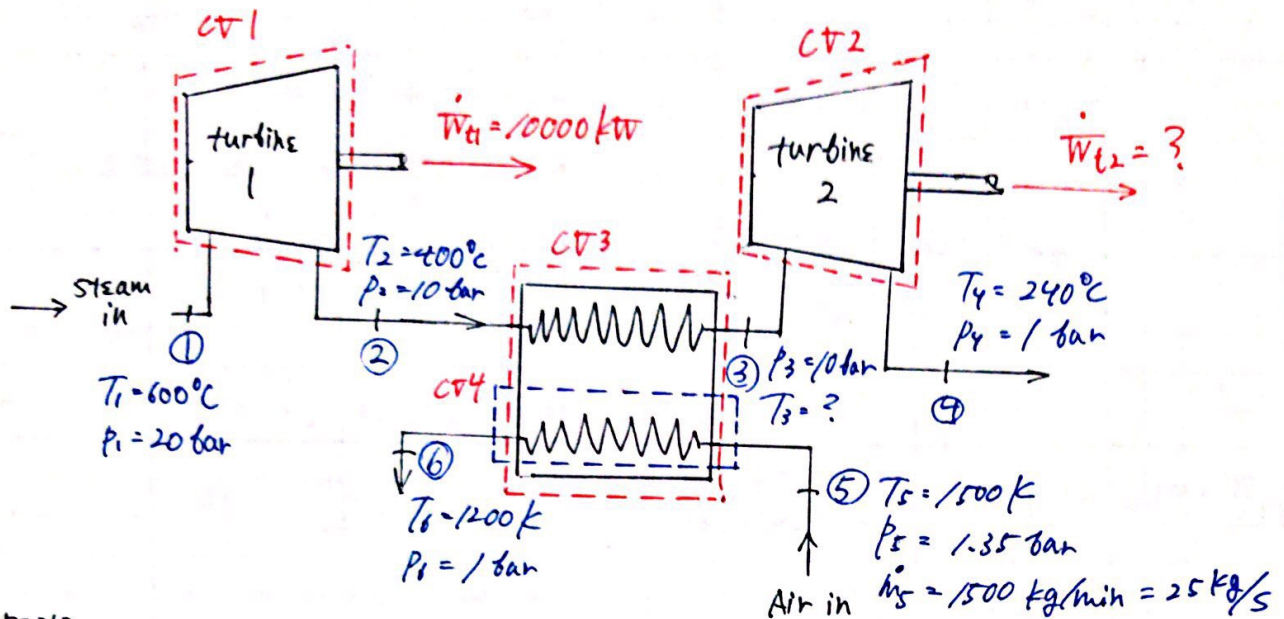 CV1
CV2
turbine
1
Ẇt1 = 10000 kW
turbine
2
Ẇt2 = ?
CV3
steam
in
①
T1 = 600°C
P1 = 20 bar
T2 = 400°C
P2 = 10 bar
②
③
P3 = 10 bar
T3 = ?
T4 = 240°C
P4 = 1 bar
④
CV4
⑥
T6 = 1200 K
P6 = 1 bar
⑤
T5 = 1500 K
P5 = 1.35 bar
Air in
ṁ5 = 1500 kg/min = 25 kg/s